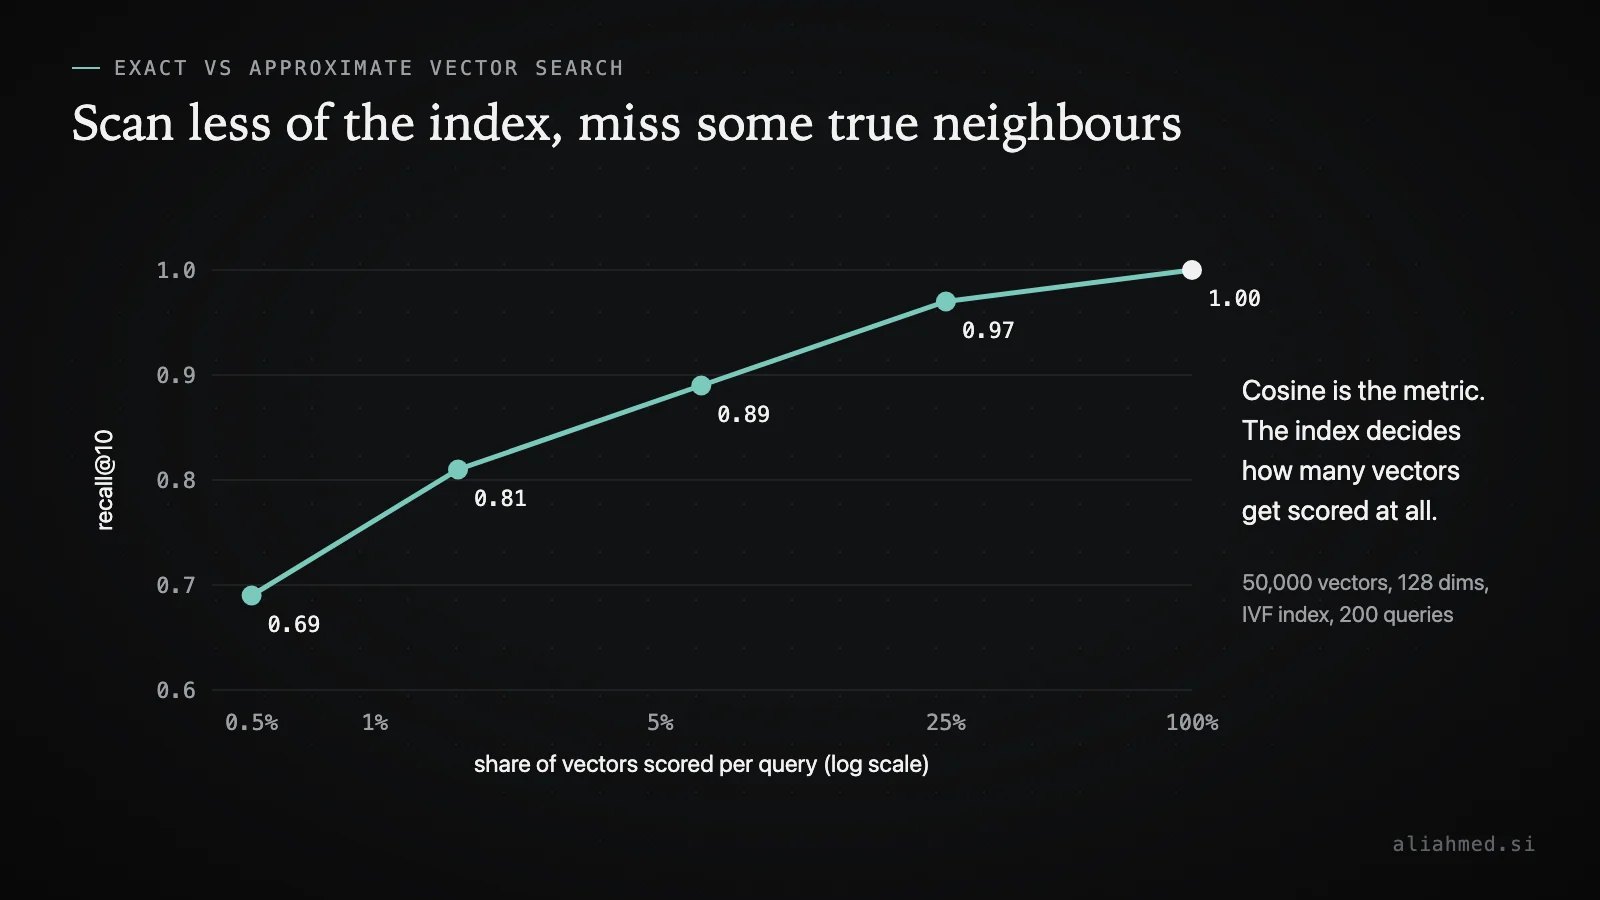 EXACT VS APPROXIMATE VECTOR SEARCH
Scan less of the index, miss some true neighbours
1.0
0.9
0.8
0.7
0.6
recall@10
0.69
0.81
0.89
0.97
1.00
0.5%
1%
5%
25%
100%
share of vectors scored per query (log scale)
Cosine is the metric.
The index decides
how many vectors
get scored at all.
50,000 vectors, 128 dims,
IVF index, 200 queries
aliahmed.si